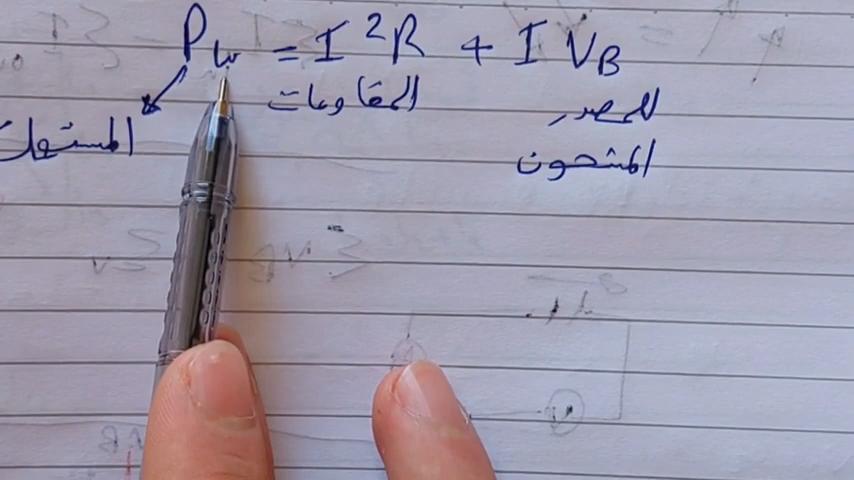 P_w = I²R + I V_B
المقاومات للمصدر
المستهلك المشحون